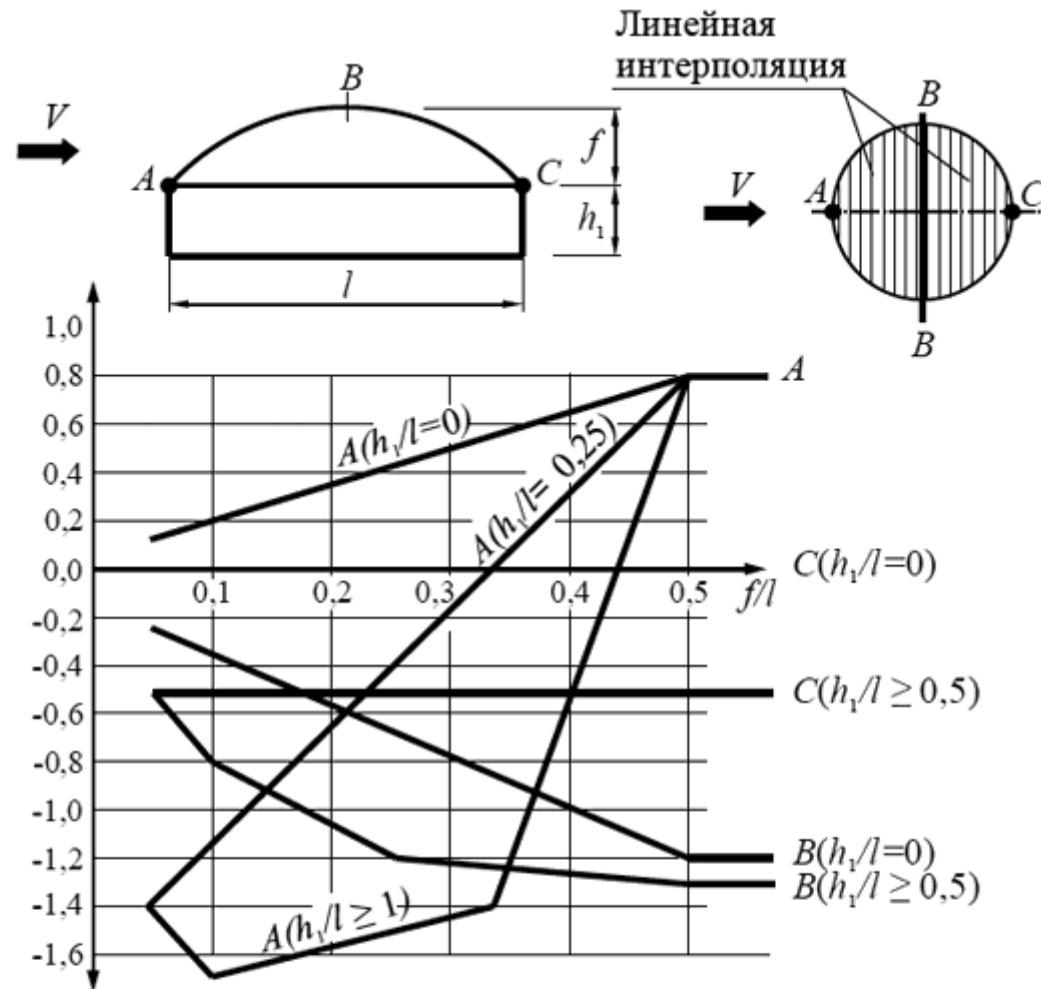 Линейная
интерполяция
B
V
f
A
C
h₁
l
B
V
A
C
B
1,0
0,8
0,6
0,4
0,2
0,0
-0,2
-0,4
-0,6
-0,8
-1,0
-1,2
-1,4
-1,6
0,1
0,2
0,3
0,4
0,5
f/l
A(h₁/l=0)
A(h₁/l= 0,25)
A(h₁/l ≥ 1)
A
C(h₁/l=0)
C(h₁/l ≥ 0,5)
B(h₁/l=0)
B(h₁/l ≥ 0,5)